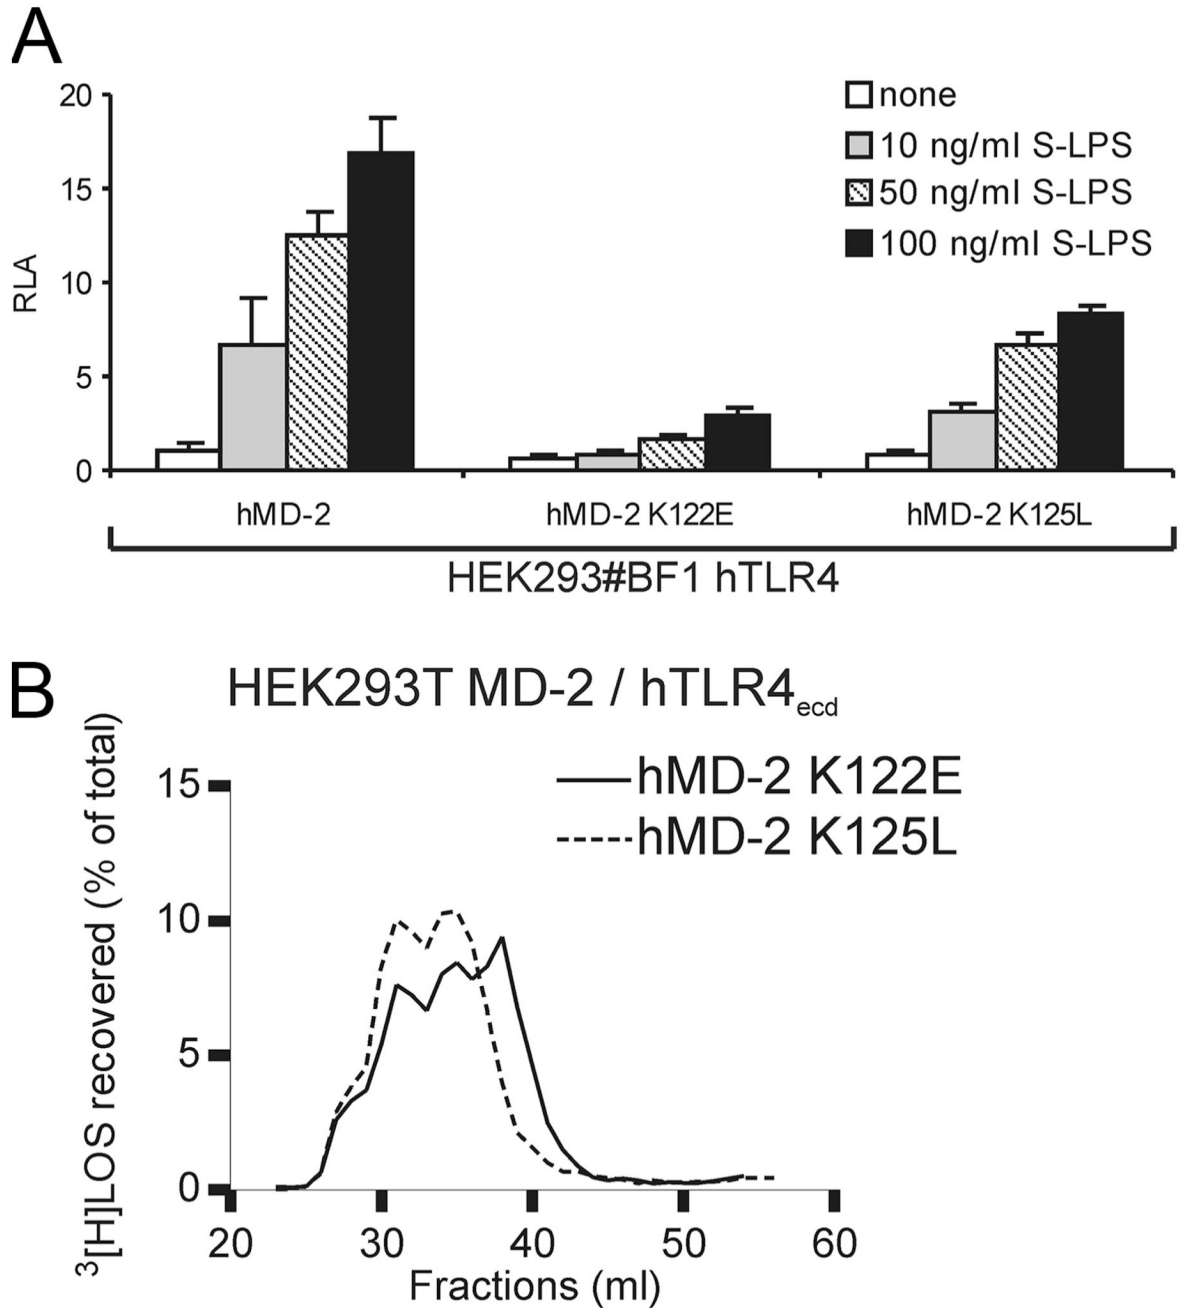 A
20
15
10
5
0
RLA
none
10 ng/ml S-LPS
50 ng/ml S-LPS
100 ng/ml S-LPS
hMD-2
hMD-2 K122E
hMD-2 K125L
HEK293#BF1 hTLR4
B
HEK293T MD-2 / hTLR4ecd
hMD-2 K122E
hMD-2 K125L
³[H]LOS recovered (% of total)
15
10
5
0
20
30
40
50
60
Fractions (ml)